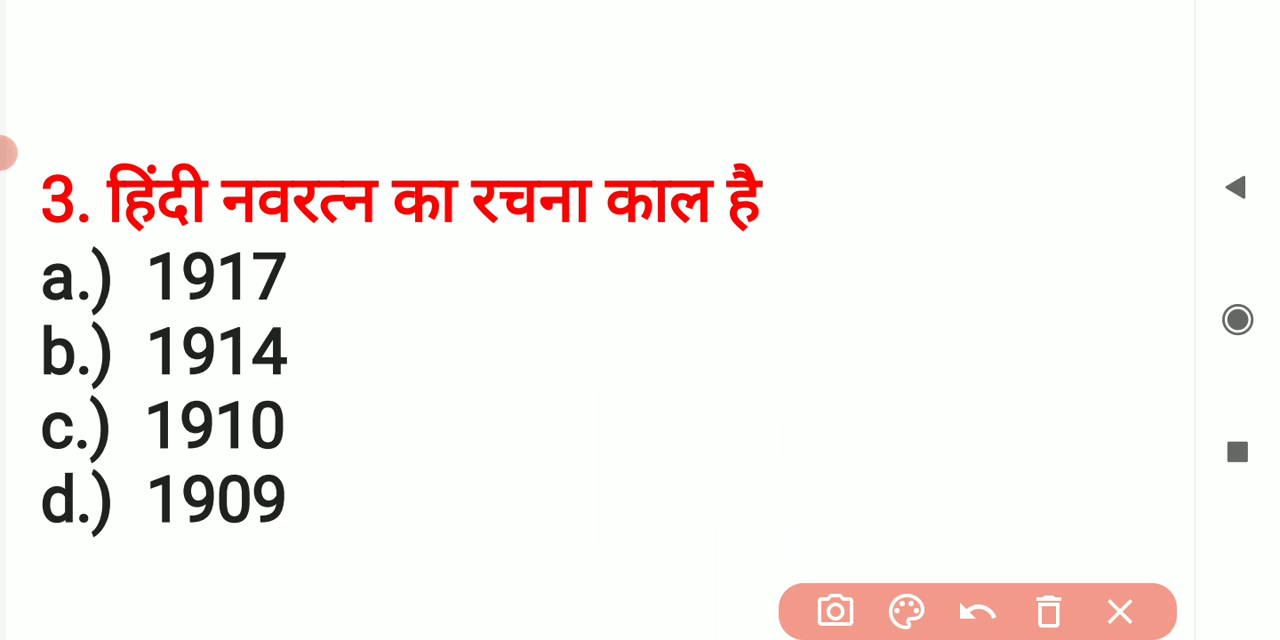 3. हिंदी नवरत्न का रचना काल है
a.) 1917
b.) 1914
c.) 1910
d.) 1909